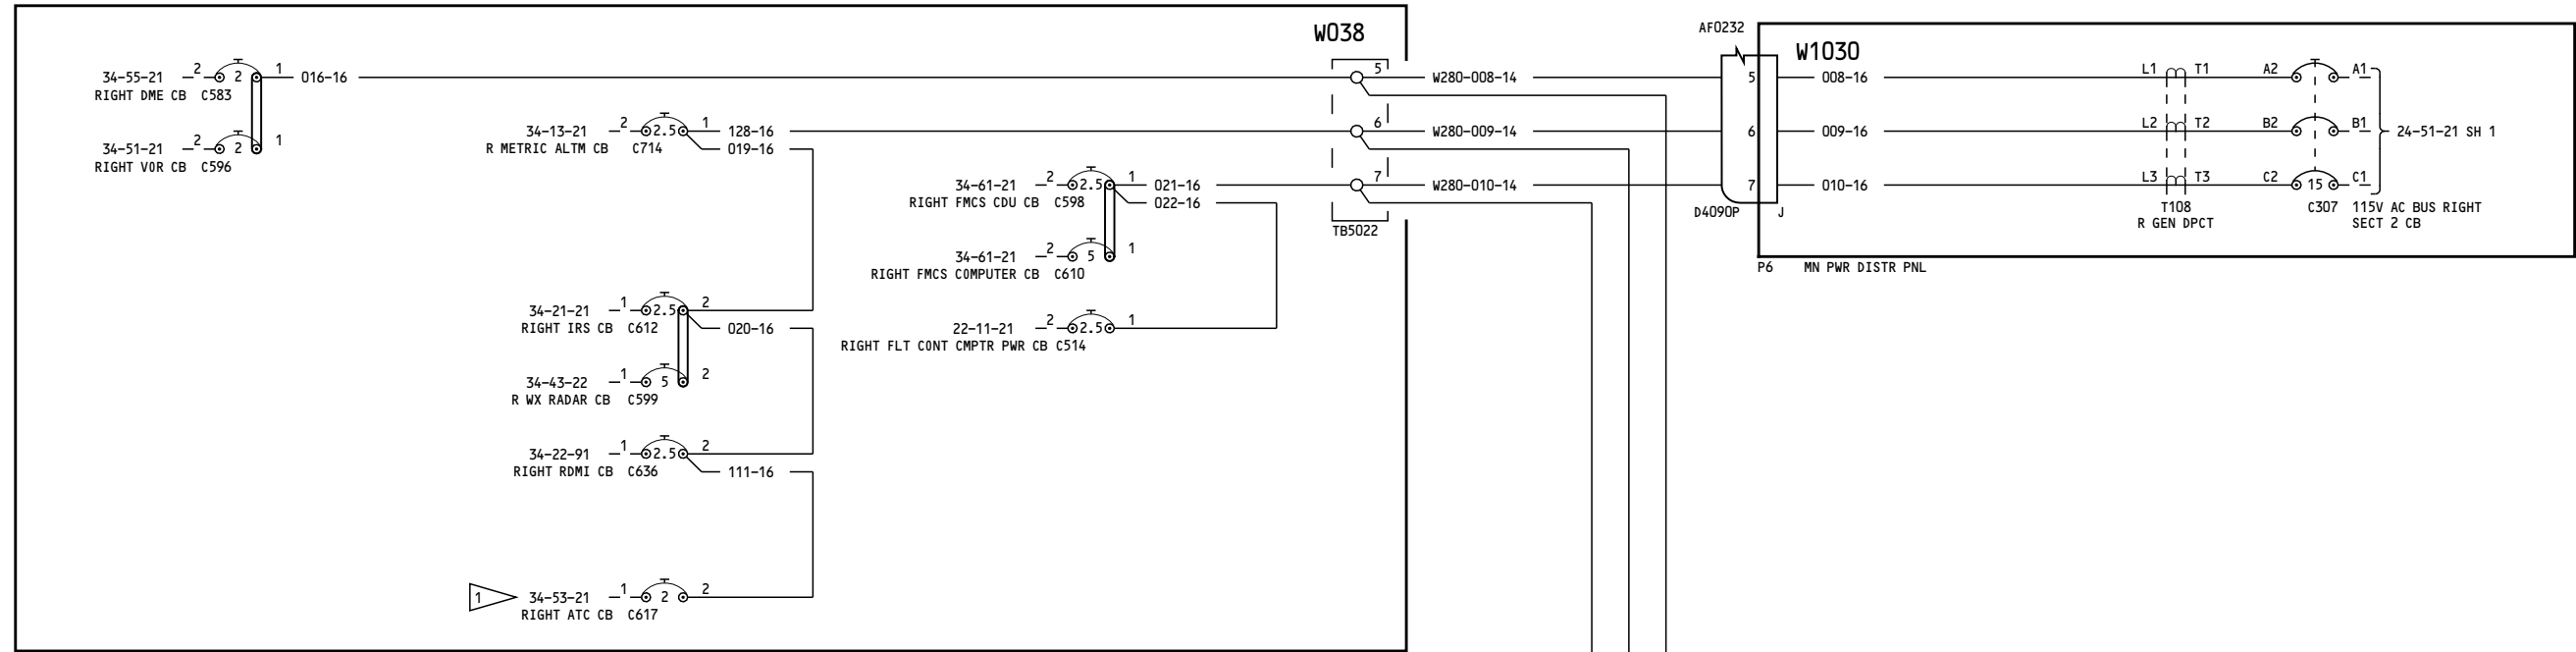 W038
34-55-21 2 2 1 016-16
RIGHT DME CB C583
34-51-21 2 2 1
RIGHT VOR CB C596
34-13-21 2 2.5 1 128-16
R METRIC ALTM CB C714 019-16
34-61-21 2 2.5 1 021-16
RIGHT FMCS CDU CB C598 022-16
34-61-21 2 5 1
RIGHT FMCS COMPUTER CB C610
34-21-21 1 2.5 2
RIGHT IRS CB C612 020-16
22-11-21 2 2.5 1
RIGHT FLT CONT CMPTR PWR CB C514
34-43-22 1 5 2
R WX RADAR CB C599
34-22-91 1 2.5 2
RIGHT RDMI CB C636 111-16
1 34-53-21 1 2 2
RIGHT ATC CB C617
5 W280-008-14
6 W280-009-14
7 W280-010-14
TB5022
AF0232
W1030
5 008-16 L1 T1 A2 A1
6 009-16 L2 T2 B2 B1 24-51-21 SH 1
7 010-16 L3 T3 C2 15 C1
D4090P J
T108 C307 115V AC BUS RIGHT
R GEN DPCT SECT 2 CB
P6 MN PWR DISTR PNL